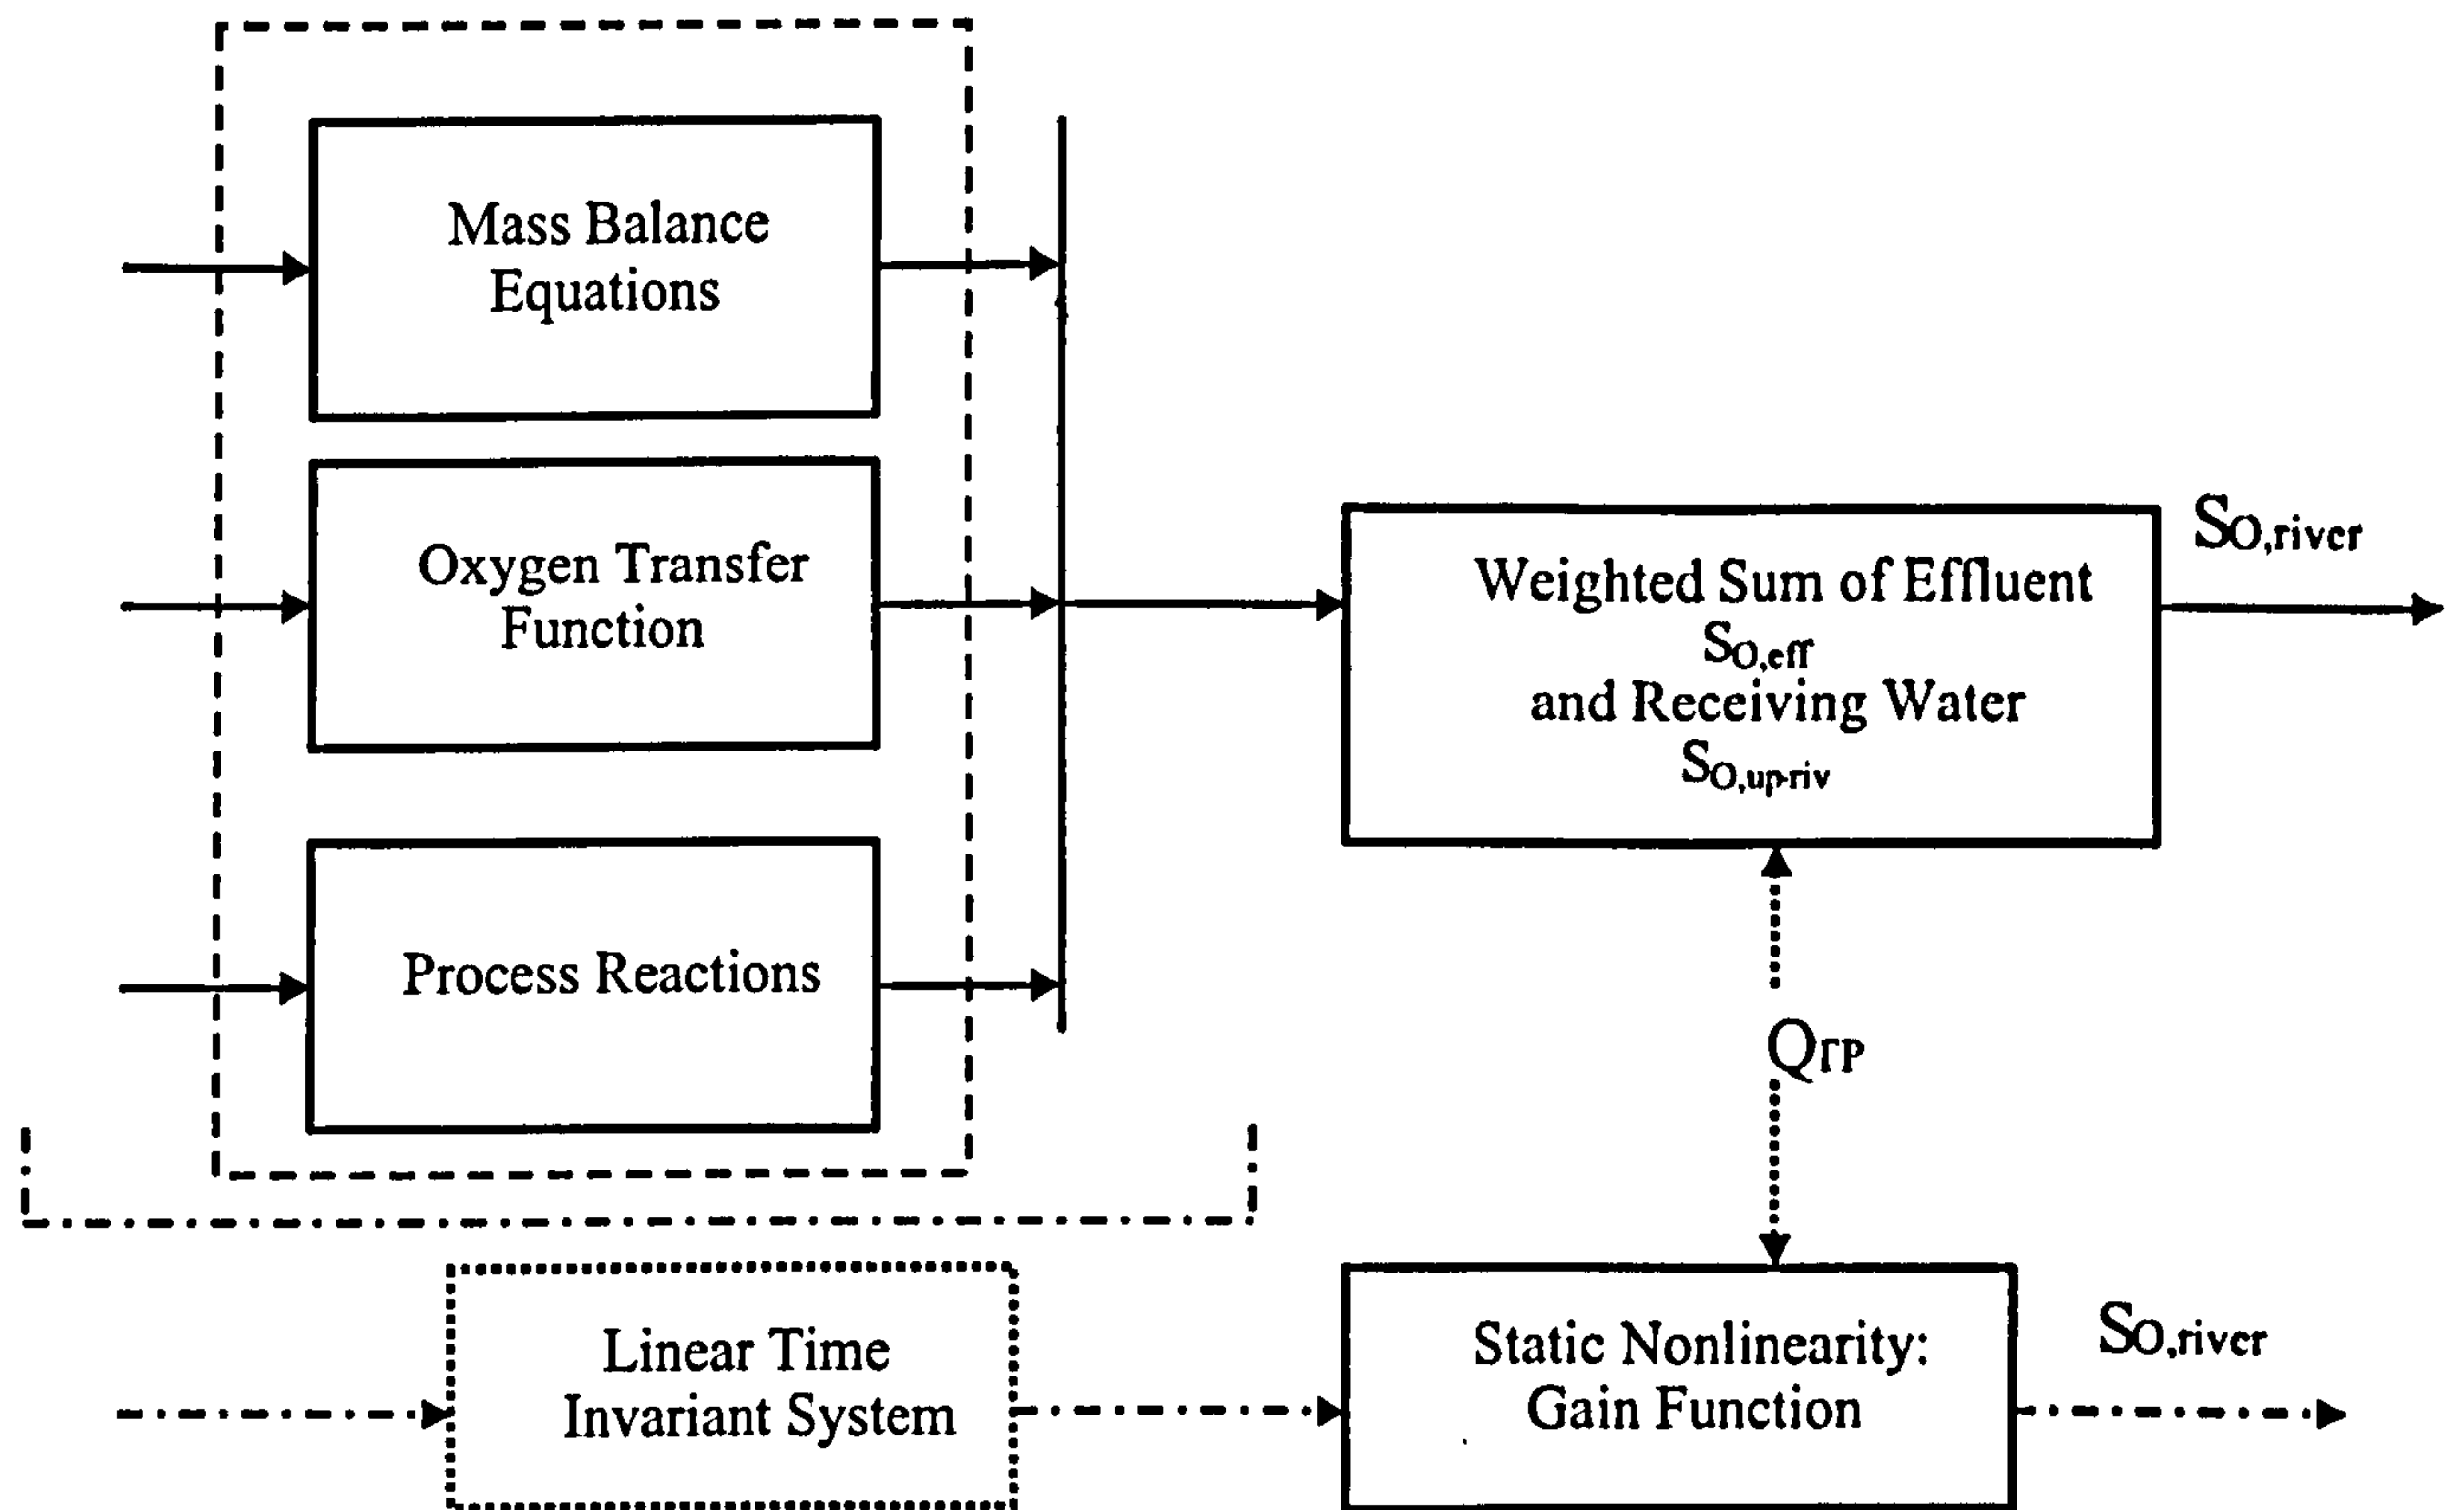 Mass Balance
Equations
Oxygen Transfer
Function
Process Reactions
Weighted Sum of Effluent
SO,eff
and Receiving Water
SO,up-riv
SO,river
Qrp
Linear Time
Invariant System
Static Nonlinearity:
Gain Function
SO,river